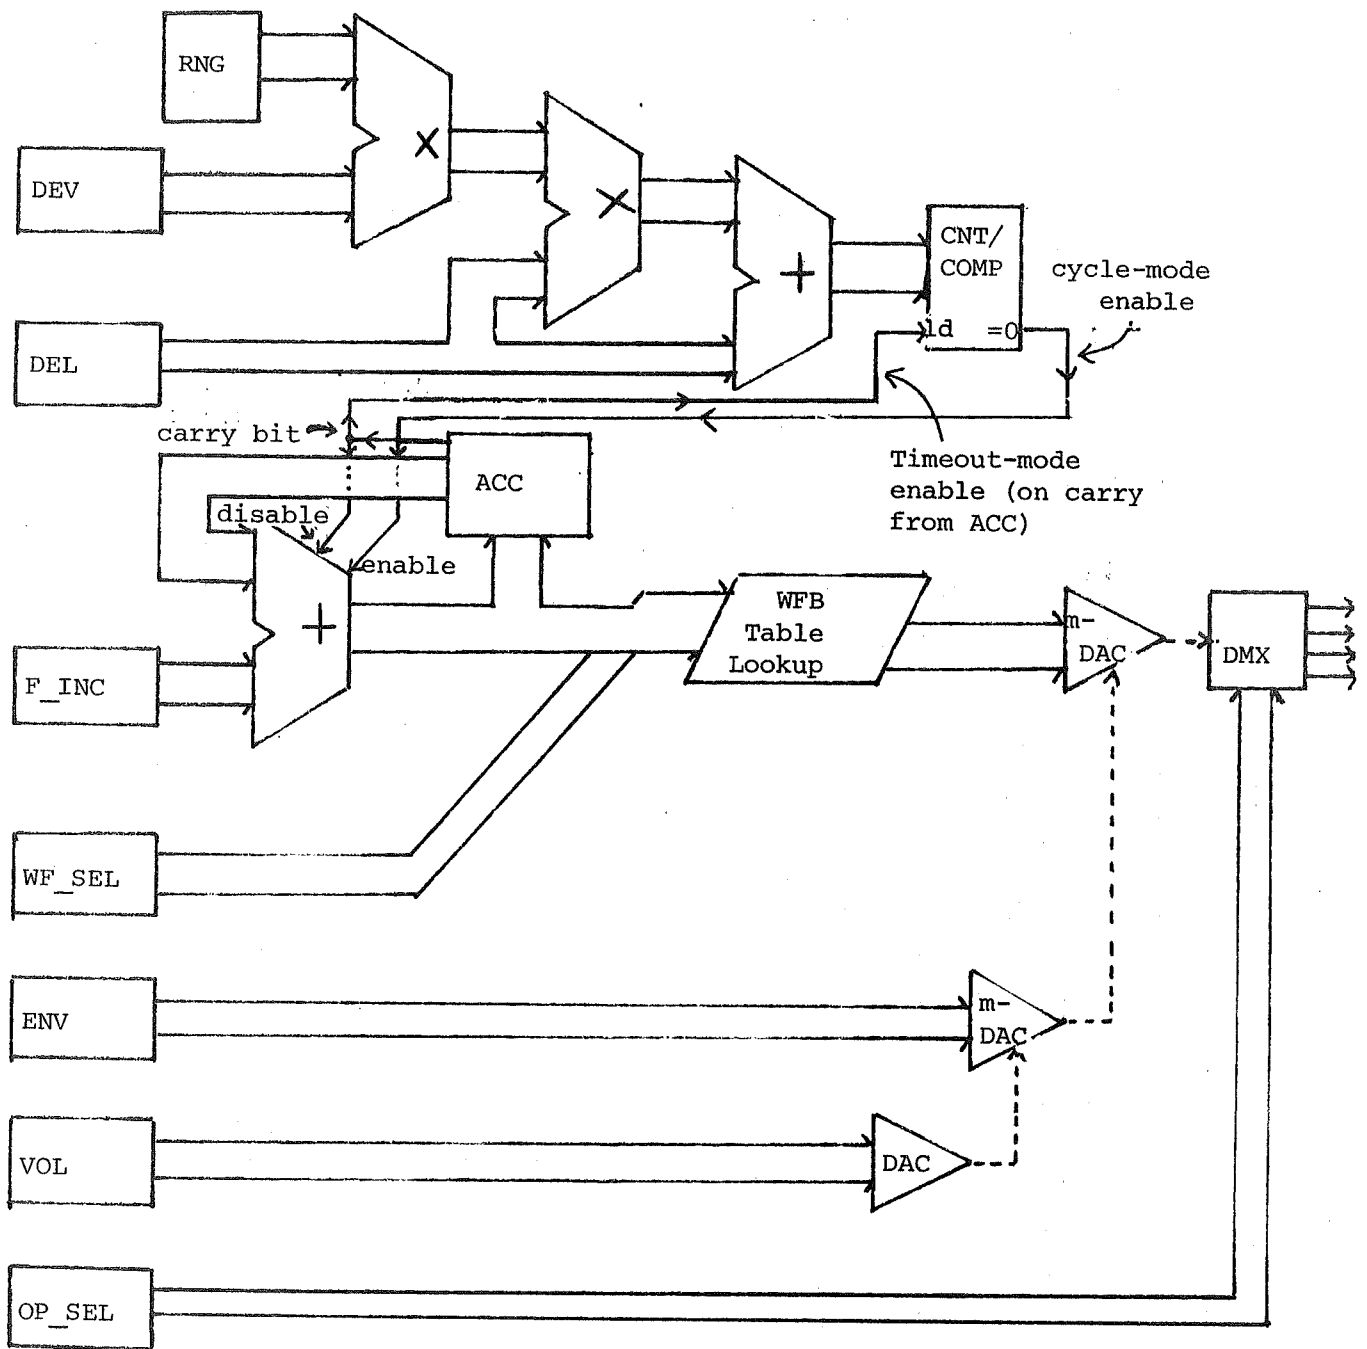 RNG
×
DEV
×
+
CNT/
COMP
ld =0
cycle-mode
enable
DEL
carry bit
ACC
Timeout-mode
enable (on carry
from ACC)
disable
enable
+
WFB
Table
Lookup
m-
DAC
DMX
F_INC
WF_SEL
ENV
m-
DAC
VOL
DAC
OP_SEL